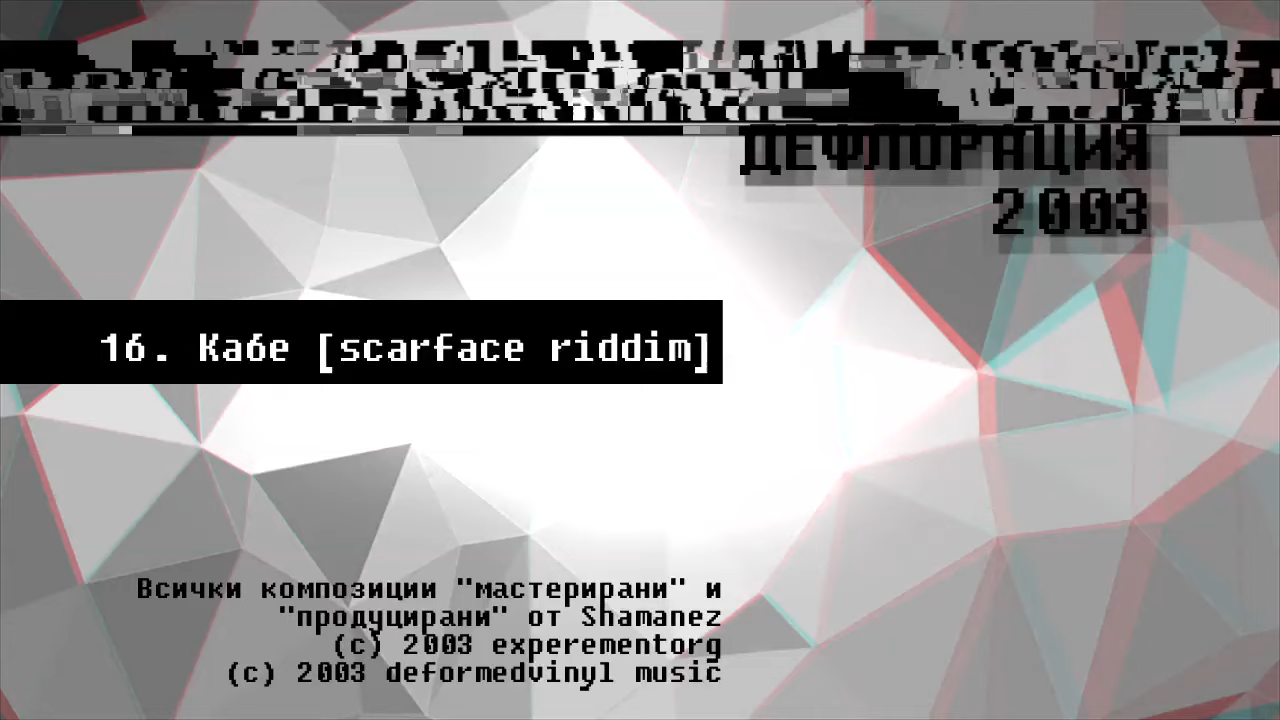 ДЕФЛОРАЦИЯ
2003
16. Кабе [scarface riddim]
Всички композиции "мастерирани" и
"продуцирани" от Shamanez
(c) 2003 experementorg
(c) 2003 deformedvinyl music